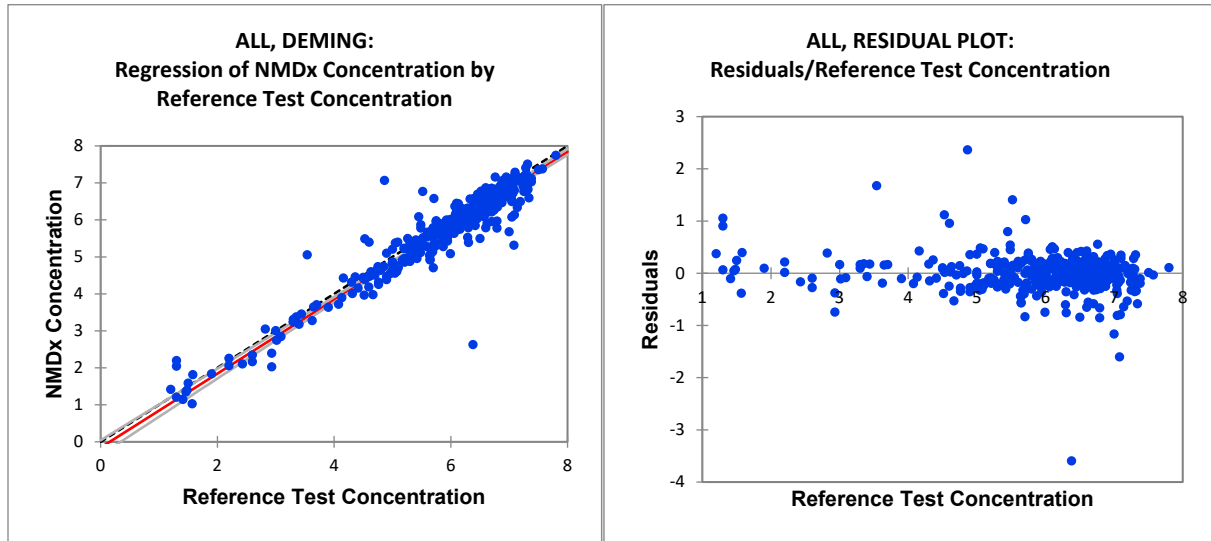 ALL, DEMING:
Regression of NMDx Concentration by
Reference Test Concentration
8
7
6
5
4
3
2
1
0
0 2 4 6 8
NMDx Concentration
Reference Test Concentration
ALL, RESIDUAL PLOT:
Residuals/Reference Test Concentration
3
2
1
0
-1
-2
-3
-4
1 2 3 4 5 6 7 8
Residuals
Reference Test Concentration